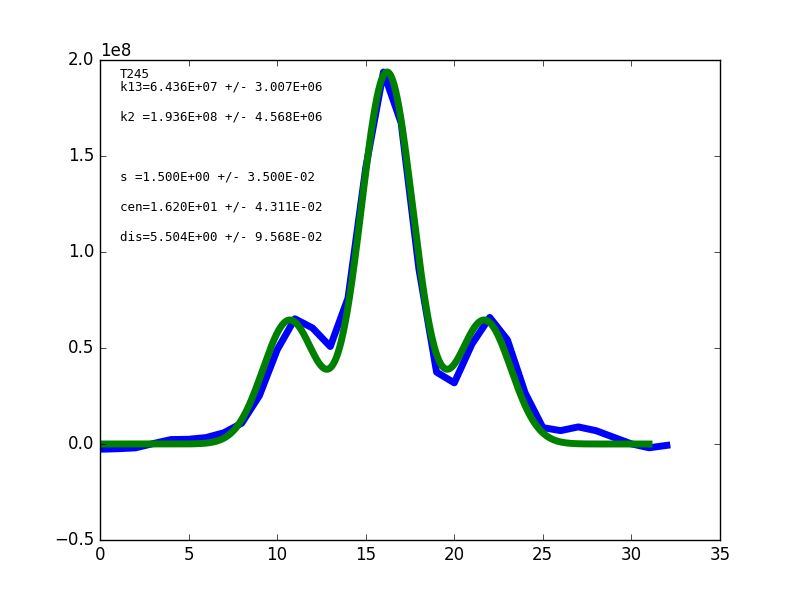 1e8
2.0
T245
k13=6.436E+07 +/- 3.007E+06
k2 =1.936E+08 +/- 4.568E+06
1.5
s =1.500E+00 +/- 3.500E-02
cen=1.620E+01 +/- 4.311E-02
dis=5.504E+00 +/- 9.568E-02
1.0
0.5
0.0
−0.5
0 5 10 15 20 25 30 35